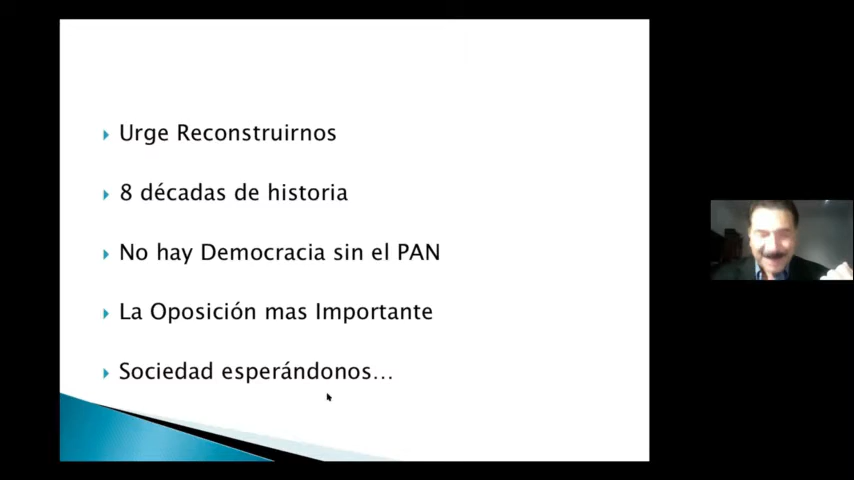 Urge Reconstruirnos
8 décadas de historia
No hay Democracia sin el PAN
La Oposición mas Importante
Sociedad esperándonos…